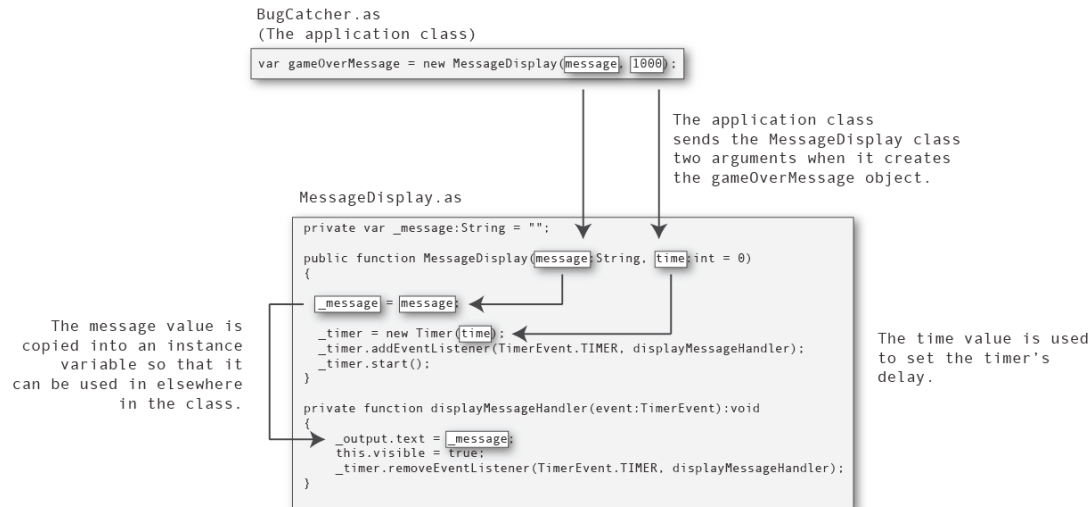 BugCatcher.as
(The application class)
var gameOverMessage = new MessageDisplay(message, 1000);
The application class
sends the MessageDisplay class
two arguments when it creates
the gameOverMessage object.
MessageDisplay.as
private var _message:String = "";
public function MessageDisplay(message:String, time:int = 0)
{
_message = message;
_timer = new Timer(time);
_timer.addEventListener(TimerEvent.TIMER, displayMessageHandler);
_timer.start();
}
The message value is
copied into an instance
variable so that it
can be used in elsewhere
in the class.
The time value is used
to set the timer’s
delay.
private function displayMessageHandler(event:TimerEvent):void
{
_output.text = _message;
this.visible = true;
_timer.removeEventListener(TimerEvent.TIMER, displayMessageHandler);
}